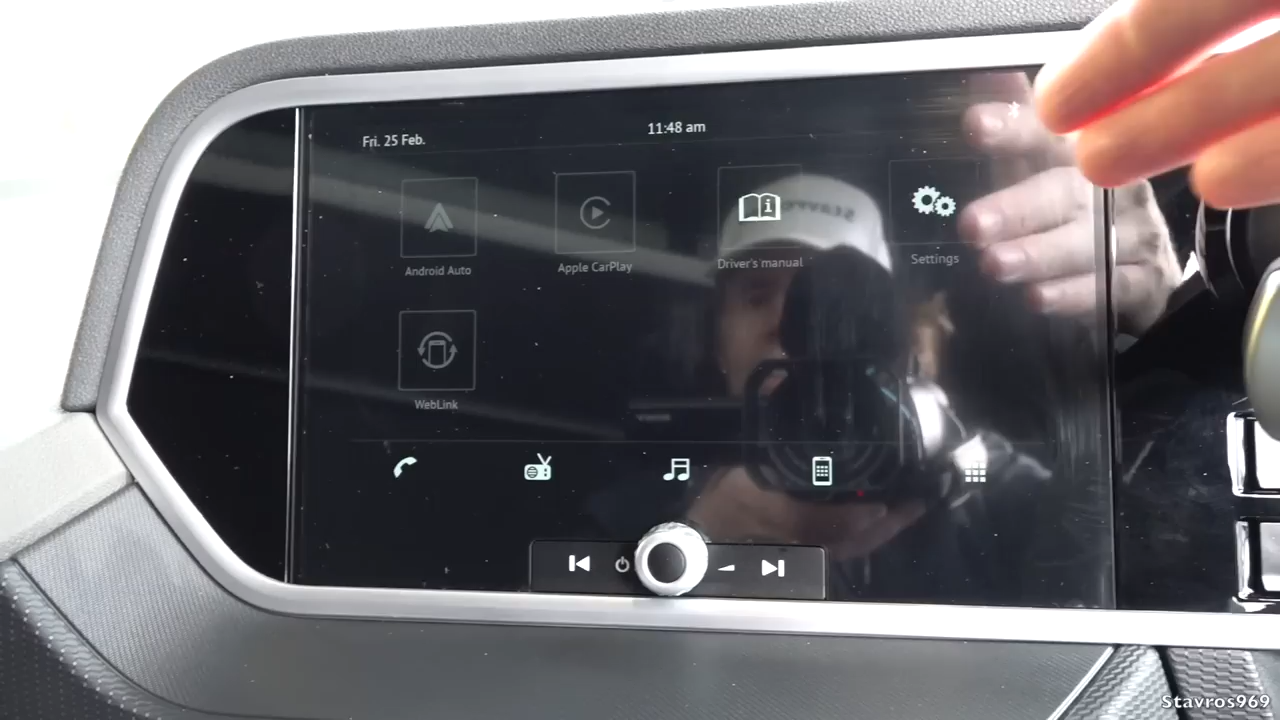 Fri. 25 Feb.
11:48 am
Android Auto
Apple CarPlay
Driver's manual
Settings
WebLink
Stavros969